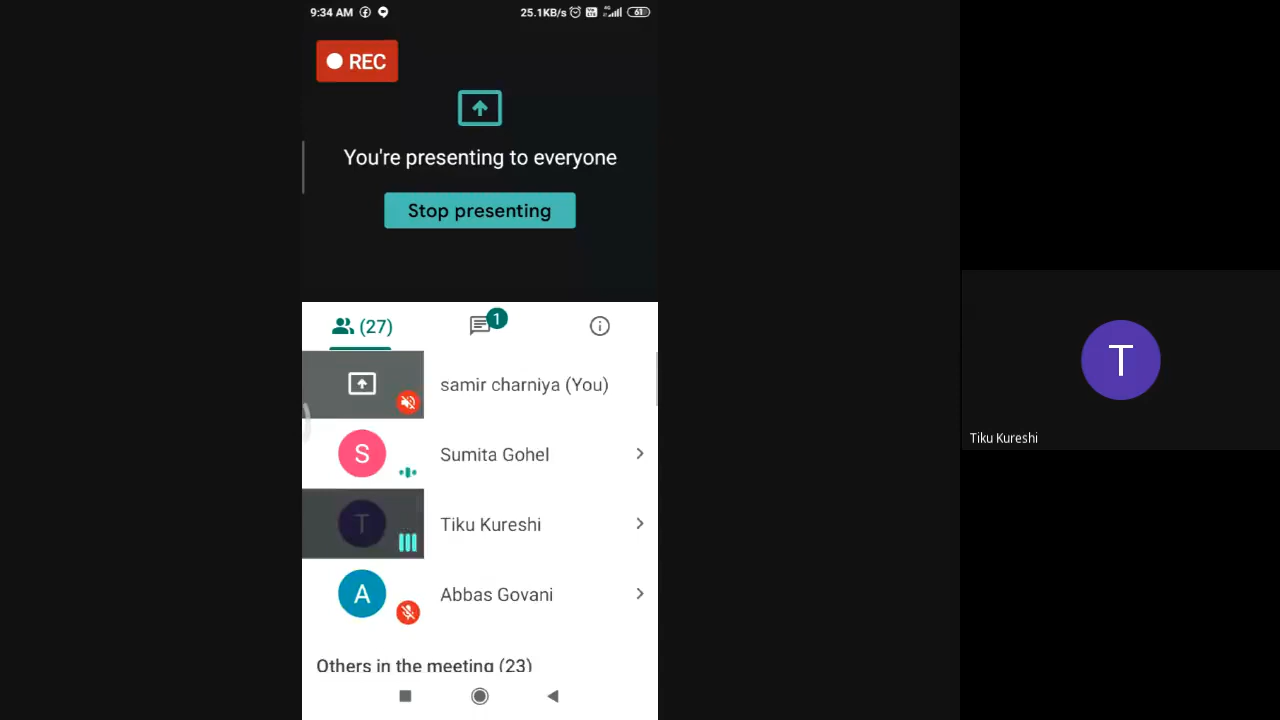 9:34 AM
25.1KB/s
61
REC
You're presenting to everyone
Stop presenting
(27)
1
samir charniya (You)
S
Sumita Gohel
T
Tiku Kureshi
A
Abbas Govani
Others in the meeting (23)
T
Tiku Kureshi